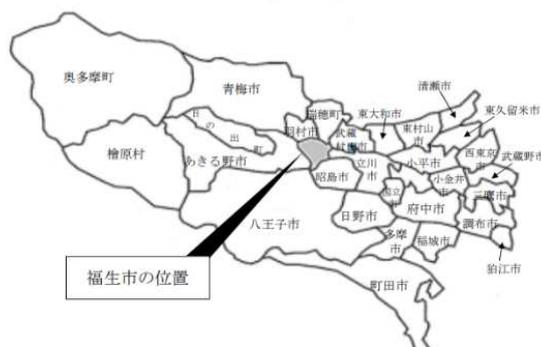 奥多摩町
青梅市
清瀬市
瑞穂町
東大和市
東久留米市
日の出町
羽村市
武蔵村山市
東村山市
檜原村
あきる野市
立川市
小平市
西東京市
武蔵野市
昭島市
小金井市
三鷹市
国立市
八王子市
日野市
府中市
調布市
多摩市
稲城市
狛江市
福生市の位置
町田市